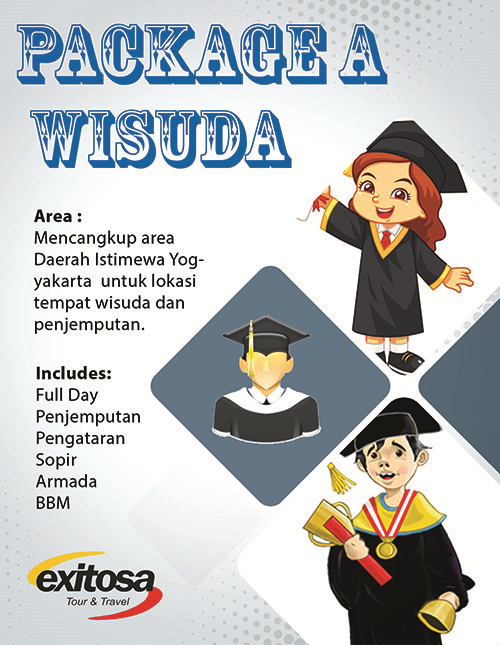 PACKAGE A
WISUDA
Area :
Mencangkup area
Daerah Istimewa Yog-
yakarta untuk lokasi
tempat wisuda dan
penjemputan.
Includes:
Full Day
Penjemputan
Pengataran
Sopir
Armada
BBM
exitosa
Tour & Travel